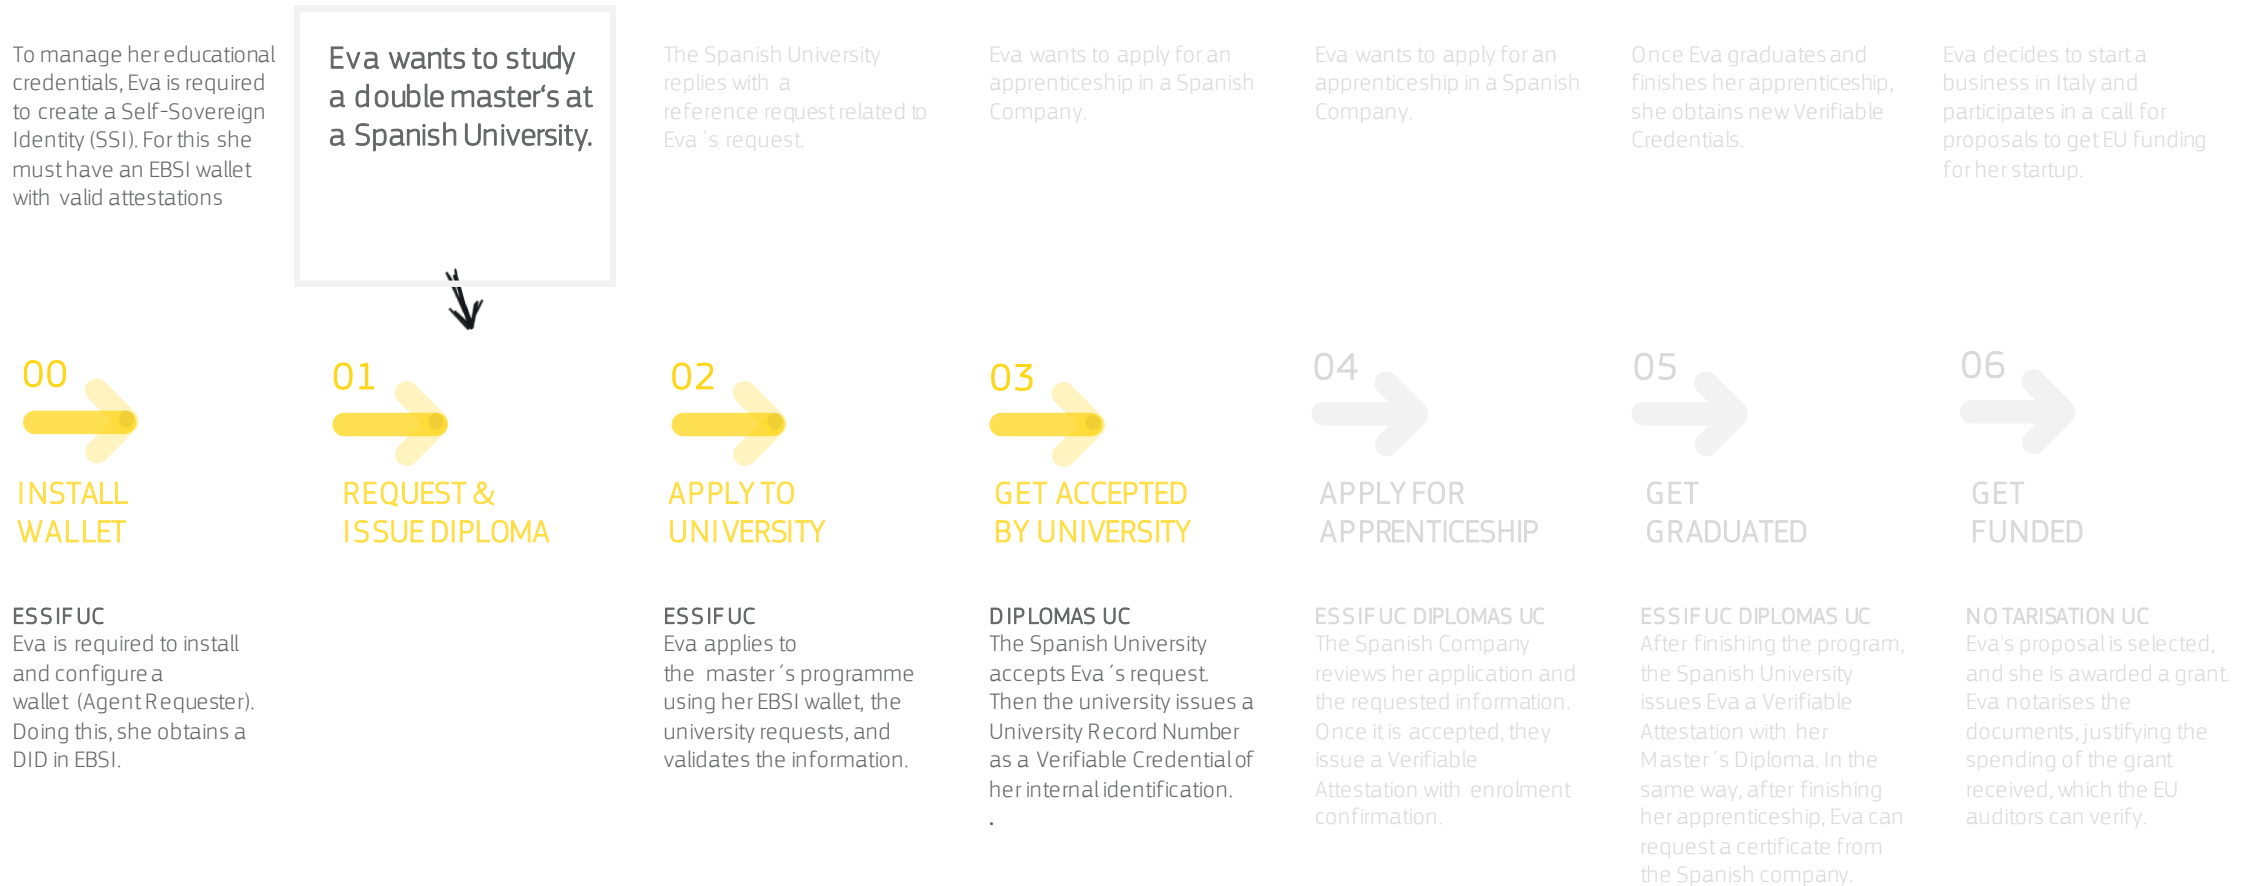 To manage her educational
credentials, Eva is required
to create a Self-Sovereign
Identity (SSI). For this she
must have an EBSI wallet
with valid attestations
Eva wants to study
a double master‘s at
a Spanish University.
The Spanish University
replies with a
reference request related to
Eva´s request.
Eva wants to apply for an
apprenticeship in a Spanish
Company.
Eva wants to apply for an
apprenticeship in a Spanish
Company.
Once Eva graduates and
finishes her apprenticeship,
she obtains new Verifiable
Credentials.
Eva decides to start a
business in Italy and
participates in a call for
proposals to get EU funding
for her startup.
00
INSTALL
WALLET
01
REQUEST &
ISSUE DIPLOMA
02
APPLY TO
UNIVERSITY
03
GET ACCEPTED
BY UNIVERSITY
04
APPLY FOR
APPRENTICESHIP
05
GET
GRADUATED
06
GET
FUNDED
ESSIF UC
Eva is required to install
and configure a
wallet (Agent Requester).
Doing this, she obtains a
DID in EBSI.
ESSIF UC
Eva applies to
the master´s programme
using her EBSI wallet, the
university requests, and
validates the information.
DIPLOMAS UC
The Spanish University
accepts Eva´s request.
Then the university issues a
University Record Number
as a Verifiable Credential of
her internal identification.
.
ESSIF UC DIPLOMAS UC
The Spanish Company
reviews her application and
the requested information.
Once it is accepted, they
issue a Verifiable
Attestation with enrolment
confirmation.
ESSIF UC DIPLOMAS UC
After finishing the program,
the Spanish University
issues Eva a Verifiable
Attestation with her
Master´s Diploma. In the
same way, after finishing
her apprenticeship, Eva can
request a certificate from
the Spanish company.
NOTARISATION UC
Eva's proposal is selected,
and she is awarded a grant.
Eva notarises the
documents, justifying the
spending of the grant
received, which the EU
auditors can verify.